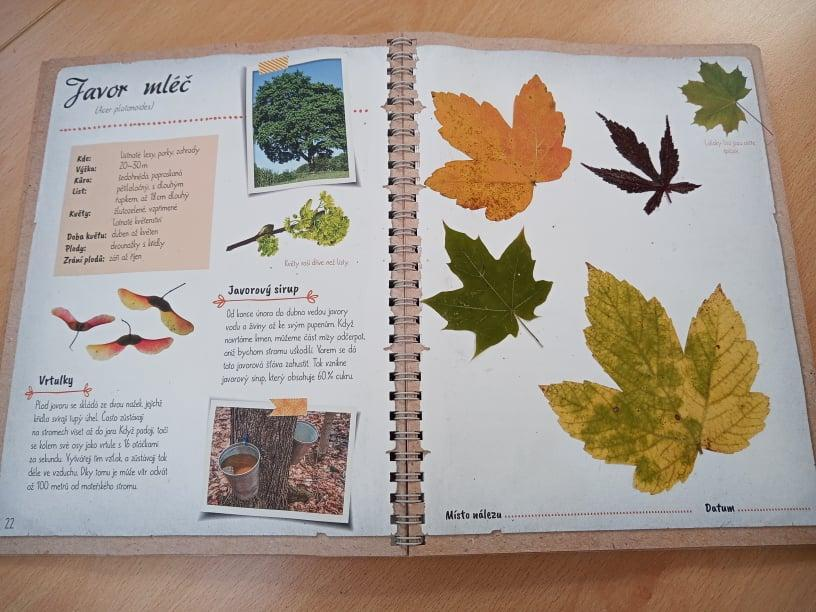 Javor mléč
(Acer platanoides)
Kde: listnaté lesy, parky, zahrady
Výška: 20–30 m
Kůra: šedohnědá, popraskaná
List: pětilaločný, s dlouhým
řapíkem, až 18 cm dlouhý
Květy: žlutozelené, vzpřímené
latnaté květenství
Doba květu: duben až květen
Plody: dvounažky s křídly
Zrání plodů: září až říjen
Květy raší dříve než listy.
Javorový sirup
Od konce února do dubna vedou javory
vodu a živiny až ke svým pupenům. Když
navrtáme kmen, můžeme část mízy odčerpat,
aniž bychom stromu uškodili. Varem se dá
tato javorová šťáva zahustit. Tak vznikne
javorový sirup, který obsahuje 60 % cukru.
Vrtulky
Plod javoru se skládá ze dvou nažek, jejichž
křídla svírají tupý úhel. Často zůstávají
na stromech viset až do jara. Když padají, točí
se kolem své osy jako vrtule s 16 otáčkami
za sekundu. Vytvářejí tím vztlak a zůstávají tak
déle ve vzduchu. Díky tomu je může vítr odvát
až 100 metrů od mateřského stromu.
22
Laloky listů jsou ostře
špičaté.
Místo nálezu
Datum